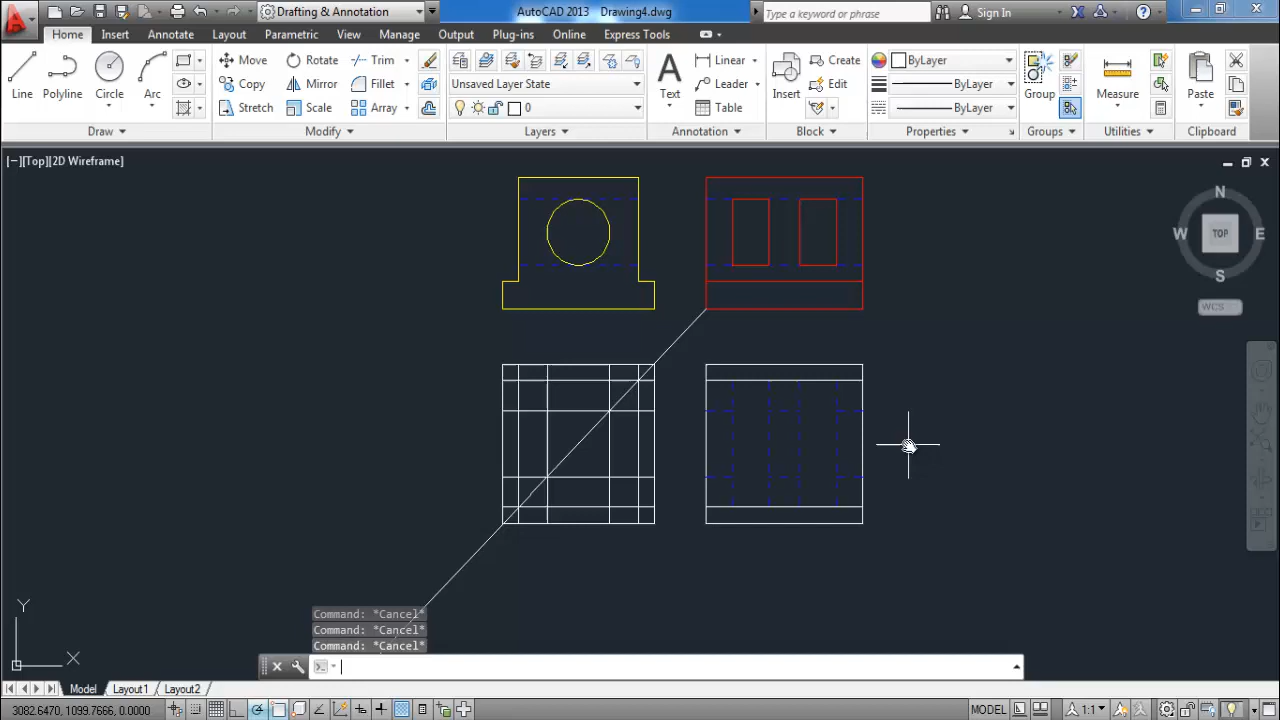 Drafting & Annotation
AutoCAD 2013 Drawing4.dwg
Type a keyword or phrase
Sign In
Home Insert Annotate Layout Parametric View Manage Output Plug-ins Online Express Tools
Line Polyline Circle Arc
Move Rotate Trim
Copy Mirror Fillet
Stretch Scale Array
Unsaved Layer State
0
Text
Linear
Leader
Table
Insert
Create
Edit
ByLayer
ByLayer
ByLayer
Group
Measure
Paste
Draw Modify Layers Annotation Block Properties Groups Utilities Clipboard
[−][Top][2D Wireframe]
N
W TOP E
S
WCS
Y
X
Command: *Cancel*
Command: *Cancel*
Command: *Cancel*
Model Layout1 Layout2
3082.6470, 1099.7666, 0.0000
MODEL
1:1